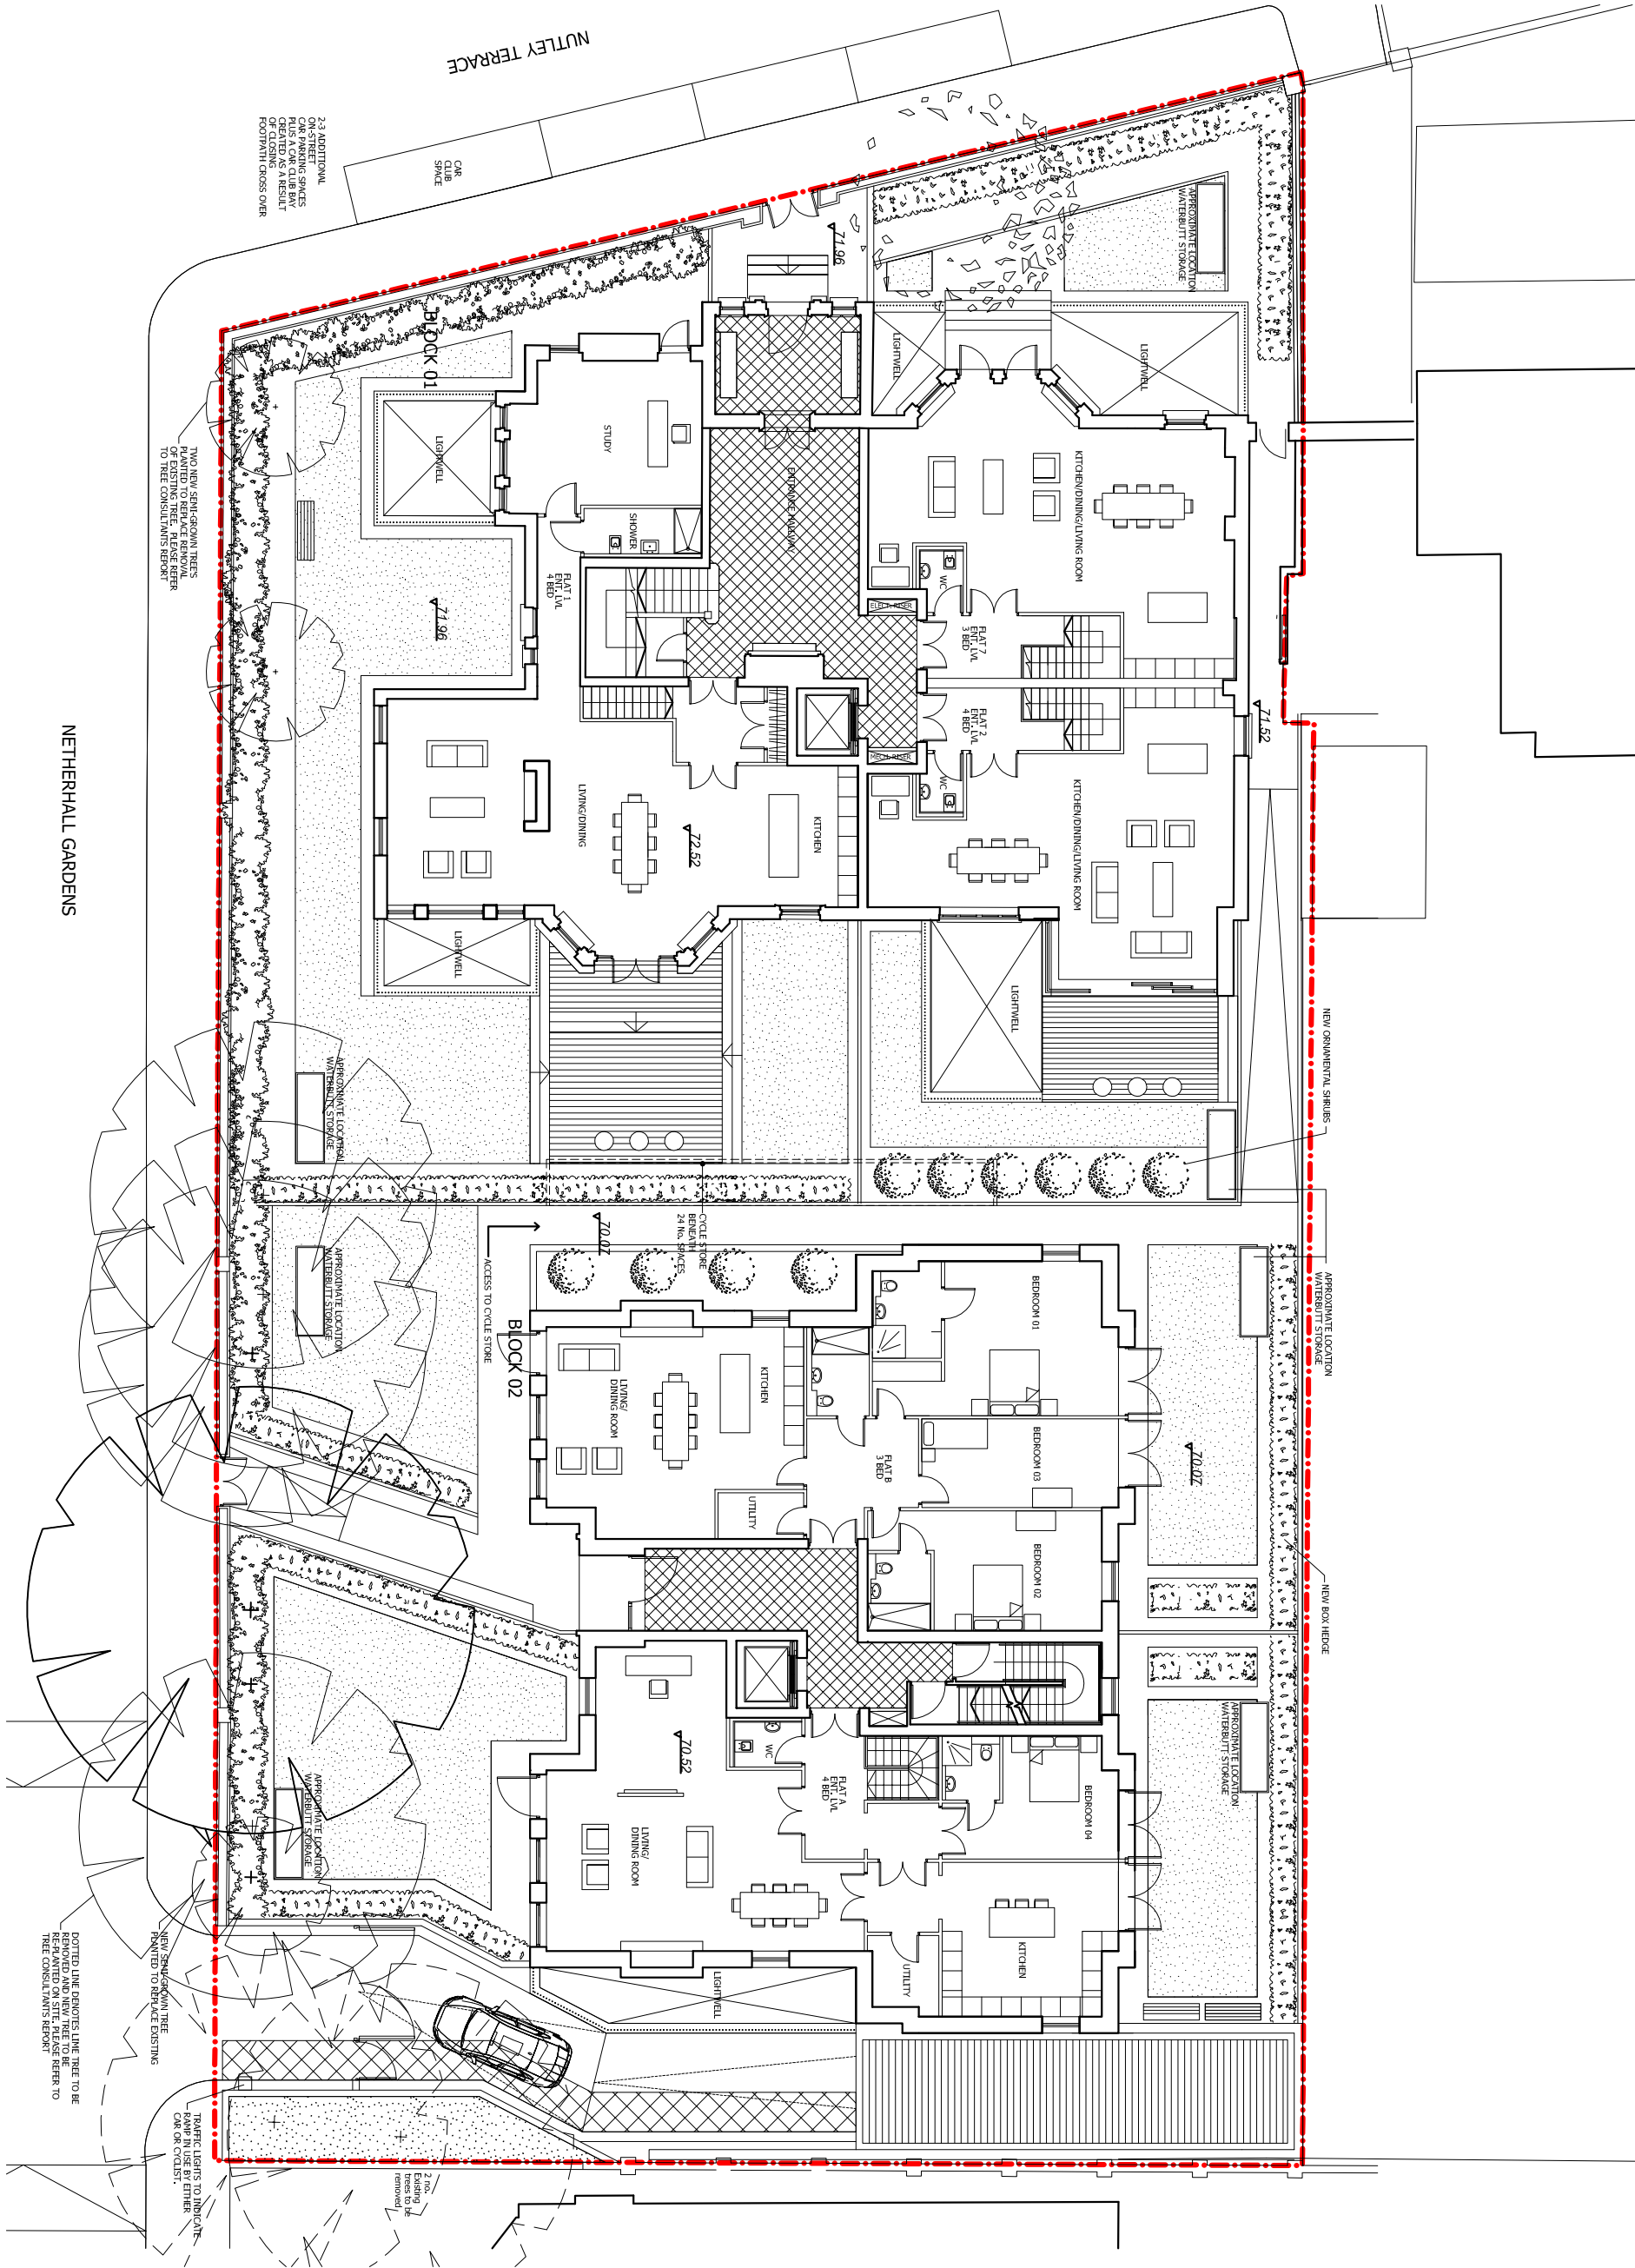 NUTLEY TERRACE
2-3 ADDITIONAL
ON-STREET
CAR PARKING SPACES
PLUS A CAR CLUB BAY
CREATED AS A RESULT
OF CLOSING
FOOTPATH CROSS OVER
CAR
CLUB
SPACE
71.96
APPROXIMATE LOCATION
WATERBUTT STORAGE
BLOCK 01
LIGHTWELL
LIGHTWELL
LIGHTWELL
STUDY
SHOWER
ENTRANCE HALLWAY
KITCHEN/DINING/LIVING ROOM
WC
ELECT. RISER
FLAT 7
ENT. LVL
3 BED
FLAT 1
ENT. LVL
4 BED
TWO NEW SEMI-GROWN TREE'S
PLANTED TO REPLACE REMOVAL
OF EXISTING TREE. PLEASE REFER
TO TREE CONSULTANTS REPORT
71.96
FLAT 2
ENT. LVL
4 BED
MECH. RISER
WC
71.52
KITCHEN/DINING/LIVING ROOM
LIVING/DINING
72.52
KITCHEN
NETHERHALL GARDENS
LIGHTWELL
LIGHTWELL
NEW ORNAMENTAL SHRUBS
APPROXIMATE LOCATION
WATERBUTT STORAGE
APPROXIMATE LOCATION
WATERBUTT STORAGE
CYCLE STORE
BENEATH
24 No. SPACES
70.07
ACCESS TO CYCLE STORE
APPROXIMATE LOCATION
WATERBUTT STORAGE
BLOCK 02
BEDROOM 01
KITCHEN
LIVING/
DINING ROOM
FLAT B
3 BED
BEDROOM 03
70.07
UTILITY
BEDROOM 02
NEW BOX HEDGE
APPROXIMATE LOCATION
WATERBUTT STORAGE
70.52
WC
FLAT A
ENT. LVL
4 BED
BEDROOM 04
APPROXIMATE LOCATION
WATERBUTT STORAGE
LIVING/
DINING ROOM
KITCHEN
UTILITY
LIGHTWELL
NEW SEMI-GROWN TREE
PLANTED TO REPLACE EXISTING
DOTTED LINE DENOTES LIME TREE TO BE
REMOVED AND NEW TREE TO BE
RE-PLANTED ON SITE. PLEASE REFER TO
TREE CONSULTANTS REPORT
TRAFFIC LIGHTS TO INDICATE
RAMP IN USE BY EITHER
CAR OR CYCLIST.
2 no.
Existing
trees to be
removed